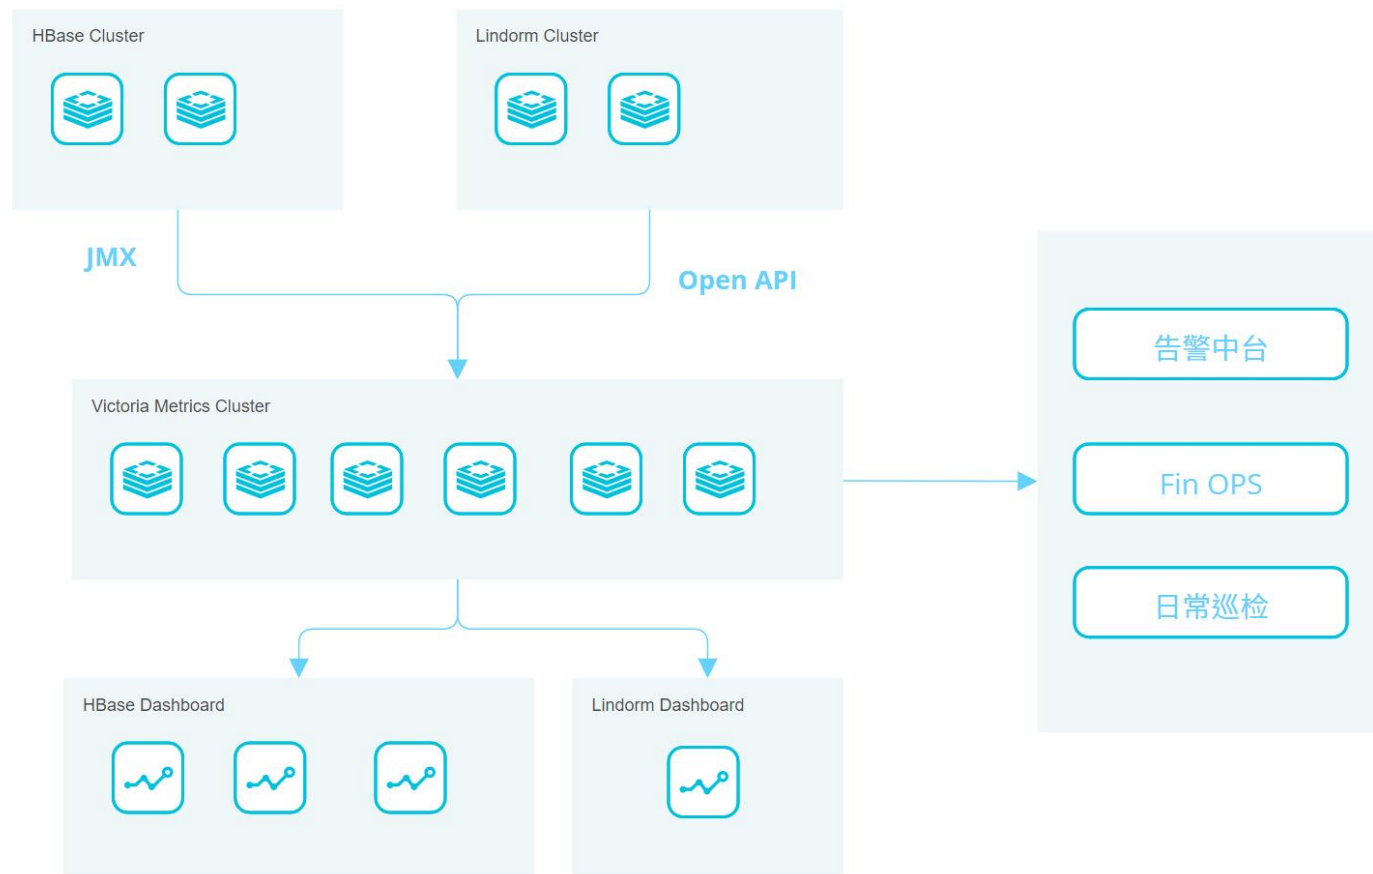 HBase Cluster
Lindorm Cluster
JMX
Open API
Victoria Metrics Cluster
告警中台
Fin OPS
日常巡检
HBase Dashboard
Lindorm Dashboard